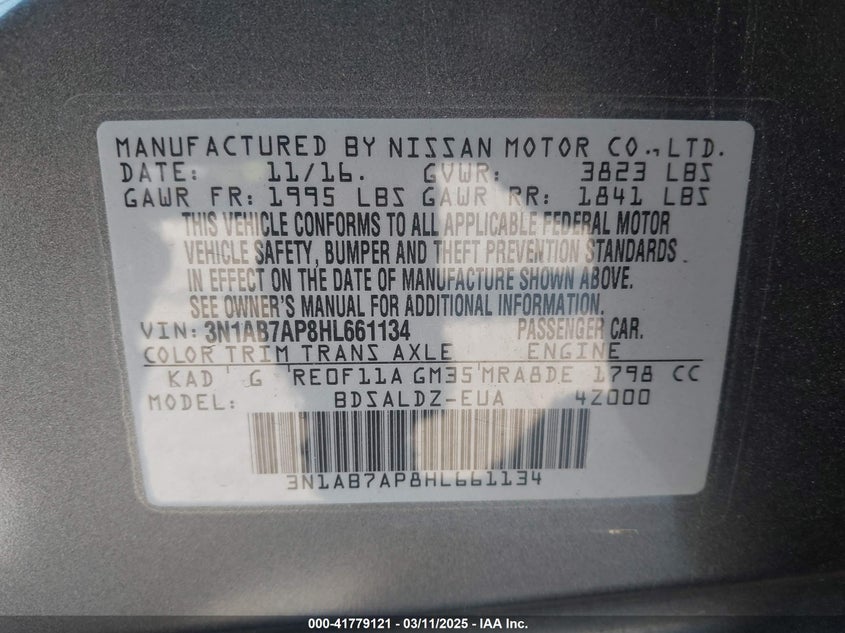 MANUFACTURED BY NISSAN MOTOR CO.,LTD.
DATE: 11/16. GVWR: 3823 LBS
GAWR FR: 1995 LBS GAWR RR: 1841 LBS
THIS VEHICLE CONFORMS TO ALL APPLICABLE FEDERAL MOTOR
VEHICLE SAFETY, BUMPER AND THEFT PREVENTION STANDARDS
IN EFFECT ON THE DATE OF MANUFACTURE SHOWN ABOVE.
SEE OWNER'S MANUAL FOR ADDITIONAL INFORMATION.
VIN: 3N1AB7AP8HL661134 PASSENGER CAR.
COLOR TRIM TRANS AXLE ENGINE
KAD G RE0F11A GM35 MRA8DE 1798 CC
MODEL: BDSALDZ-EUA 4Z000
3N1AB7AP8HL661134
000-41779121 - 03/11/2025 - IAA Inc.